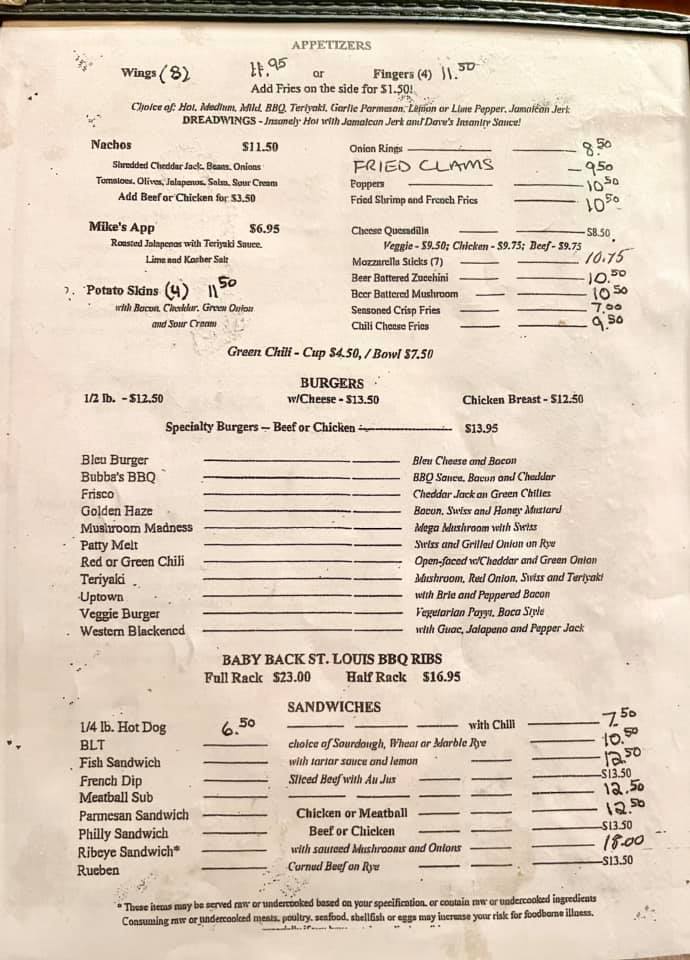 APPETIZERS
Wings (8) 11.95 or Fingers (4) 11.50
Add Fries on the side for $1.50!
Choice of: Hot, Medium, Mild, BBQ, Teriyaki, Garlic Parmesan, Lemon or Lime Pepper, Jamaican Jerk
DREADWINGS - Insanely Hot with Jamaican Jerk and Dave's Insanity Sauce!
Nachos $11.50
Shredded Cheddar Jack, Beans, Onions
Tomatoes, Olives, Jalapenos, Salsa, Sour Cream
Add Beef or Chicken for $3.50
Mike's App $6.95
Roasted Jalapenos with Teriyaki Sauce,
Lime and Kosher Salt
Potato Skins (4) 11.50
with Bacon, Cheddar, Green Onion
and Sour Cream
Onion Rings 8.50
FRIED CLAMS 9.50
Poppers 10.50
Fried Shrimp and French Fries 10.50
Cheese Quesadilla $8.50
Veggie - $9.50; Chicken - $9.75; Beef - $9.75
Mozzarella Sticks (7) 10.75
Beer Battered Zucchini 10.50
Beer Battered Mushroom 10.50
Seasoned Crisp Fries 7.00
Chili Cheese Fries 9.50
Green Chili - Cup $4.50, / Bowl $7.50
BURGERS
1/2 lb. - $12.50 w/Cheese - $13.50 Chicken Breast - $12.50
Specialty Burgers – Beef or Chicken $13.95
Bleu Burger Bleu Cheese and Bacon
Bubba's BBQ BBQ Sauce, Bacon and Cheddar
Frisco Cheddar Jack an Green Chilies
Golden Haze Bacon, Swiss and Honey Mustard
Mushroom Madness Mega Mushroom with Swiss
Patty Melt Swiss and Grilled Onion on Rye
Red or Green Chili Open-faced w/Cheddar and Green Onion
Teriyaki Mushroom, Red Onion, Swiss and Teriyaki
Uptown with Brie and Peppered Bacon
Veggie Burger Vegetarian Style
Western Blackened with Guac, Jalapeno and Pepper Jack
BABY BACK ST. LOUIS BBQ RIBS
Full Rack $23.00 Half Rack $16.95
SANDWICHES
1/4 lb. Hot Dog 6.50 with Chili 7.50
BLT choice of Sourdough, Wheat or Marble Rye 10.50
Fish Sandwich with tartar sauce and lemon 12.50
French Dip Sliced Beef with Au Jus $13.50
Meatball Sub 12.50
Parmesan Sandwich Chicken or Meatball 12.50
Philly Sandwich Beef or Chicken $13.50
Ribeye Sandwich* with sauteed Mushrooms and Onions 18.00
Rueben Corned Beef on Rye $13.50
* These items may be served raw or undercooked based on your specification, or contain raw or undercooked ingredients
Consuming raw or undercooked meats, poultry, seafood, shellfish or eggs may increase your risk for foodborne illness,